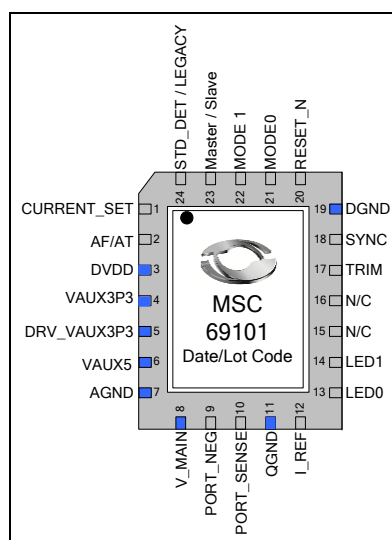 STD_DET / LEGACY
Master / Slave
MODE 1
MODE0
RESET_N
24
23
22
21
20
CURRENT_SET 1
AF/AT 2
DVDD 3
VAUX3P3 4
DRV_VAUX3P3 5
VAUX5 6
AGND 7
MSC
69101
Date/Lot Code
19 DGND
18 SYNC
17 TRIM
16 N/C
15 N/C
14 LED1
13 LED0
8
9
10
11
12
V_MAIN
PORT_NEG
PORT_SENSE
QGND
I_REF